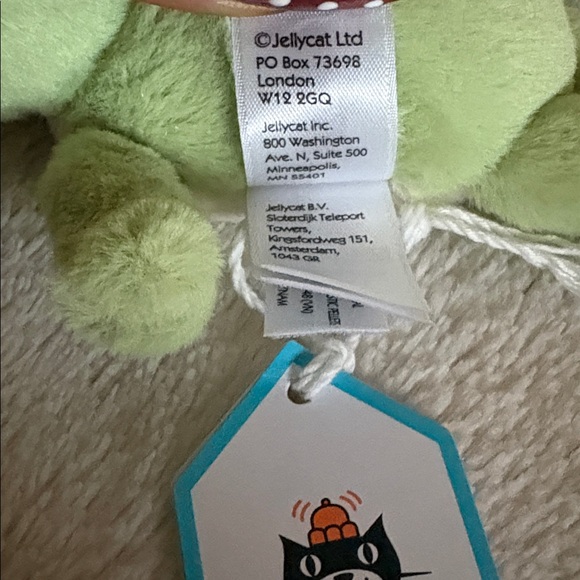 ©Jellycat Ltd
PO Box 73698
London
W12 2GQ
Jellycat Inc.
800 Washington
Ave. N, Suite 500
Minneapolis,
MN 55401
Jellycat B.V.
Sloterdijk Teleport
Towers,
Kingsfordweg 151,
Amsterdam,
1043 GR